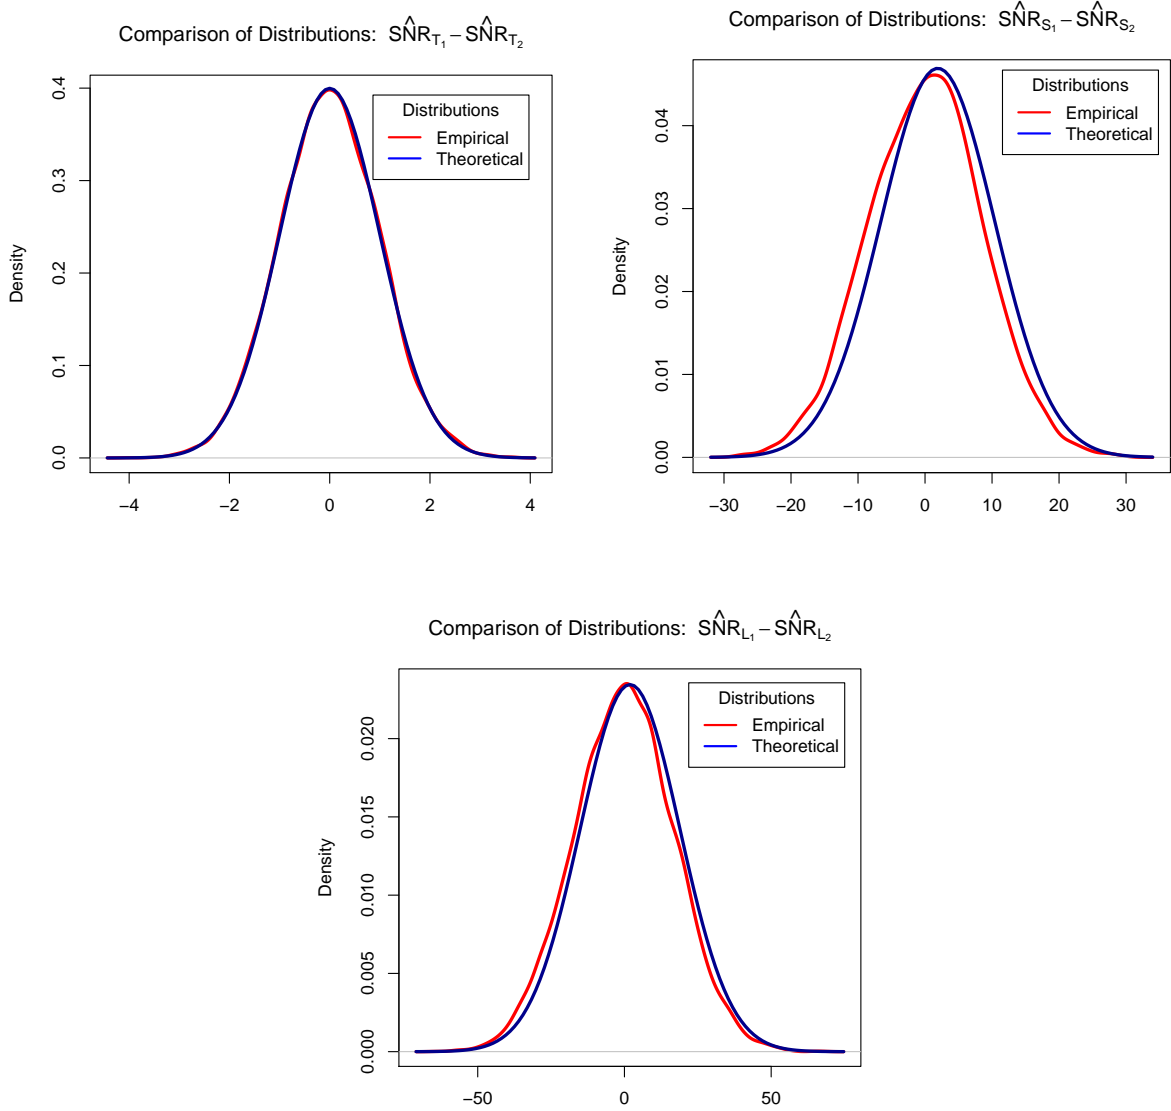 Comparison of Distributions: SN̂R_T₁ − SN̂R_T₂
Density
0.0
0.1
0.2
0.3
0.4
−4
−2
0
2
4
Distributions
Empirical
Theoretical
Comparison of Distributions: SN̂R_S₁ − SN̂R_S₂
Density
0.00
0.01
0.02
0.03
0.04
−30
−20
−10
0
10
20
30
Distributions
Empirical
Theoretical
Comparison of Distributions: SN̂R_L₁ − SN̂R_L₂
Density
0.000
0.005
0.010
0.015
0.020
−50
0
50
Distributions
Empirical
Theoretical